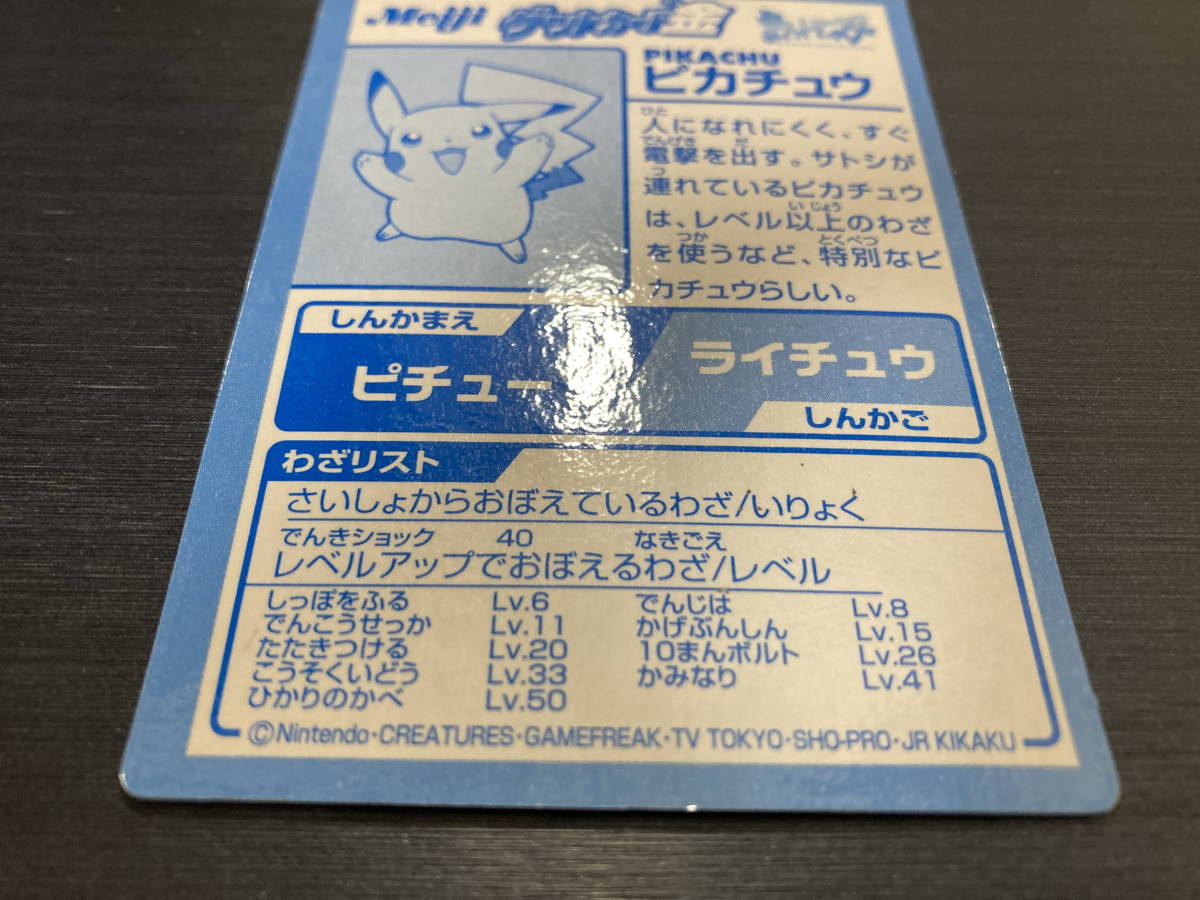 Meiji ゲットカード金
PIKACHU
ピカチュウ
人になれにくく、すぐ
電撃を出す。サトシが
連れているピカチュウ
は、レベル以上のわざ
を使うなど、特別なピ
カチュウらしい。
しんかまえ
ピチュー
ライチュウ
しんかご
わざリスト
さいしょからおぼえているわざ/いりょく
でんきショック 40 なきごえ
レベルアップでおぼえるわざ/レベル
しっぽをふる Lv.6 でんじは Lv.8
でんこうせっか Lv.11 かげぶんしん Lv.15
たたきつける Lv.20 10まんボルト Lv.26
こうそくいどう Lv.33 かみなり Lv.41
ひかりのかべ Lv.50
©Nintendo・CREATURES・GAMEFREAK・TV TOKYO・SHO-PRO・JR KIKAKU